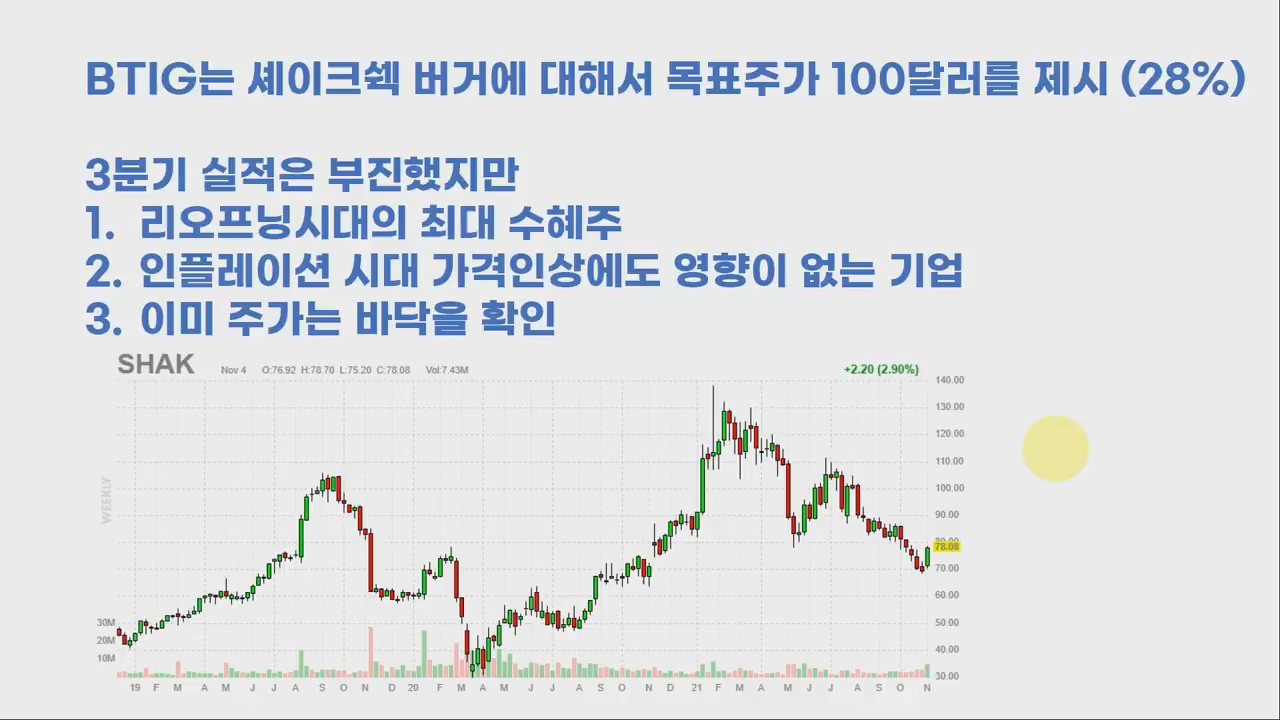 BTIG는 셰이크쉑 버거에 대해서 목표주가 100달러를 제시 (28%)
3분기 실적은 부진했지만
1. 리오프닝시대의 최대 수혜주
2. 인플레이션 시대 가격인상에도 영향이 없는 기업
3. 이미 주가는 바닥을 확인
SHAK Nov 4 O:76.92 H:78.70 L:75.20 C:78.08 Vol:7.43M +2.20 (2.90%)
140.00
130.00
120.00
110.00
100.00
90.00
80.00
78.08
70.00
60.00
50.00
40.00
30.00
WEEKLY
30M
20M
10M
19 F M A M J J A S O N D 20 F M A M J J A S O N D 21 F M A M J J A S O N